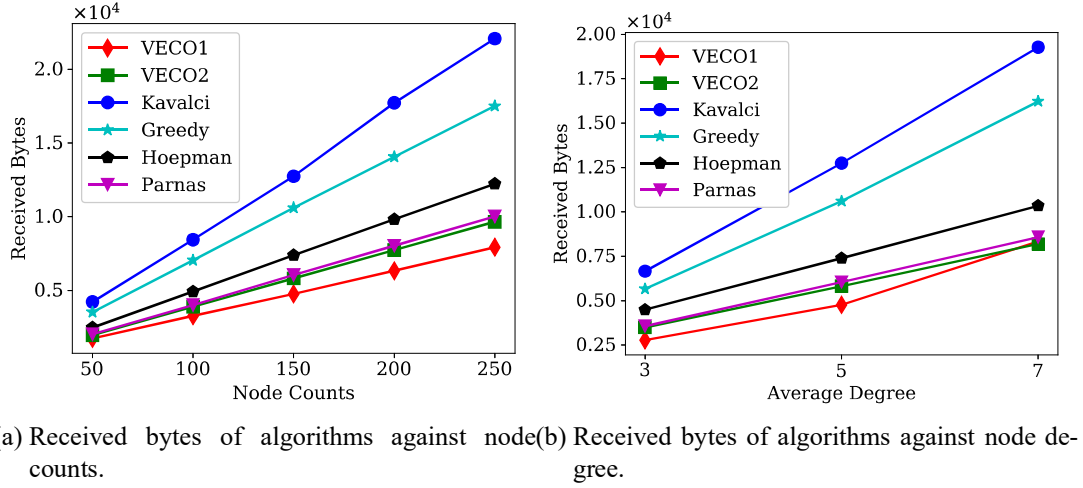 ×10⁴
2.0
1.5
1.0
0.5
Received Bytes
VECO1
VECO2
Kavalci
Greedy
Hoepman
Parnas
50 100 150 200 250
Node Counts
a) Received bytes of algorithms against node
counts.
×10⁴
2.00
1.75
1.50
1.25
1.00
0.75
0.50
0.25
Received Bytes
VECO1
VECO2
Kavalci
Greedy
Hoepman
Parnas
3 5 7
Average Degree
(b) Received bytes of algorithms against node de-
gree.